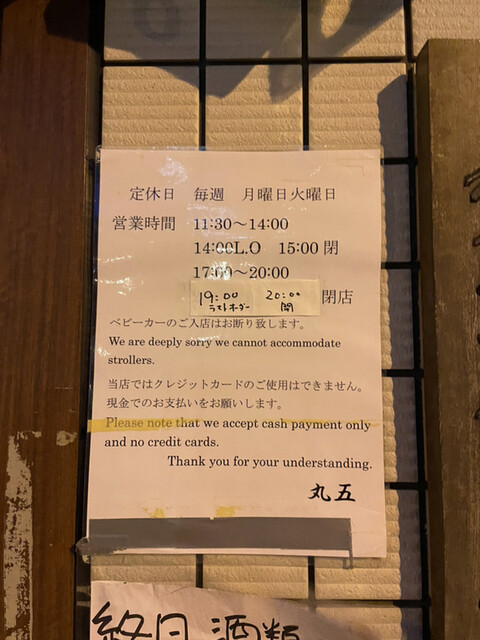 定休日 毎週 月曜日火曜日
営業時間 11:30～14:00
14:00L.O 15:00 閉
17:00～20:00
19:00 20:00 閉店
ラストオーダー 閉
ベビーカーのご入店はお断り致します。
We are deeply sorry we cannot accommodate
strollers.
当店ではクレジットカードのご使用はできません。
現金でのお支払いをお願いします。
Please note that we accept cash payment only
and no credit cards.
Thank you for your understanding.
丸五
終日 酒類